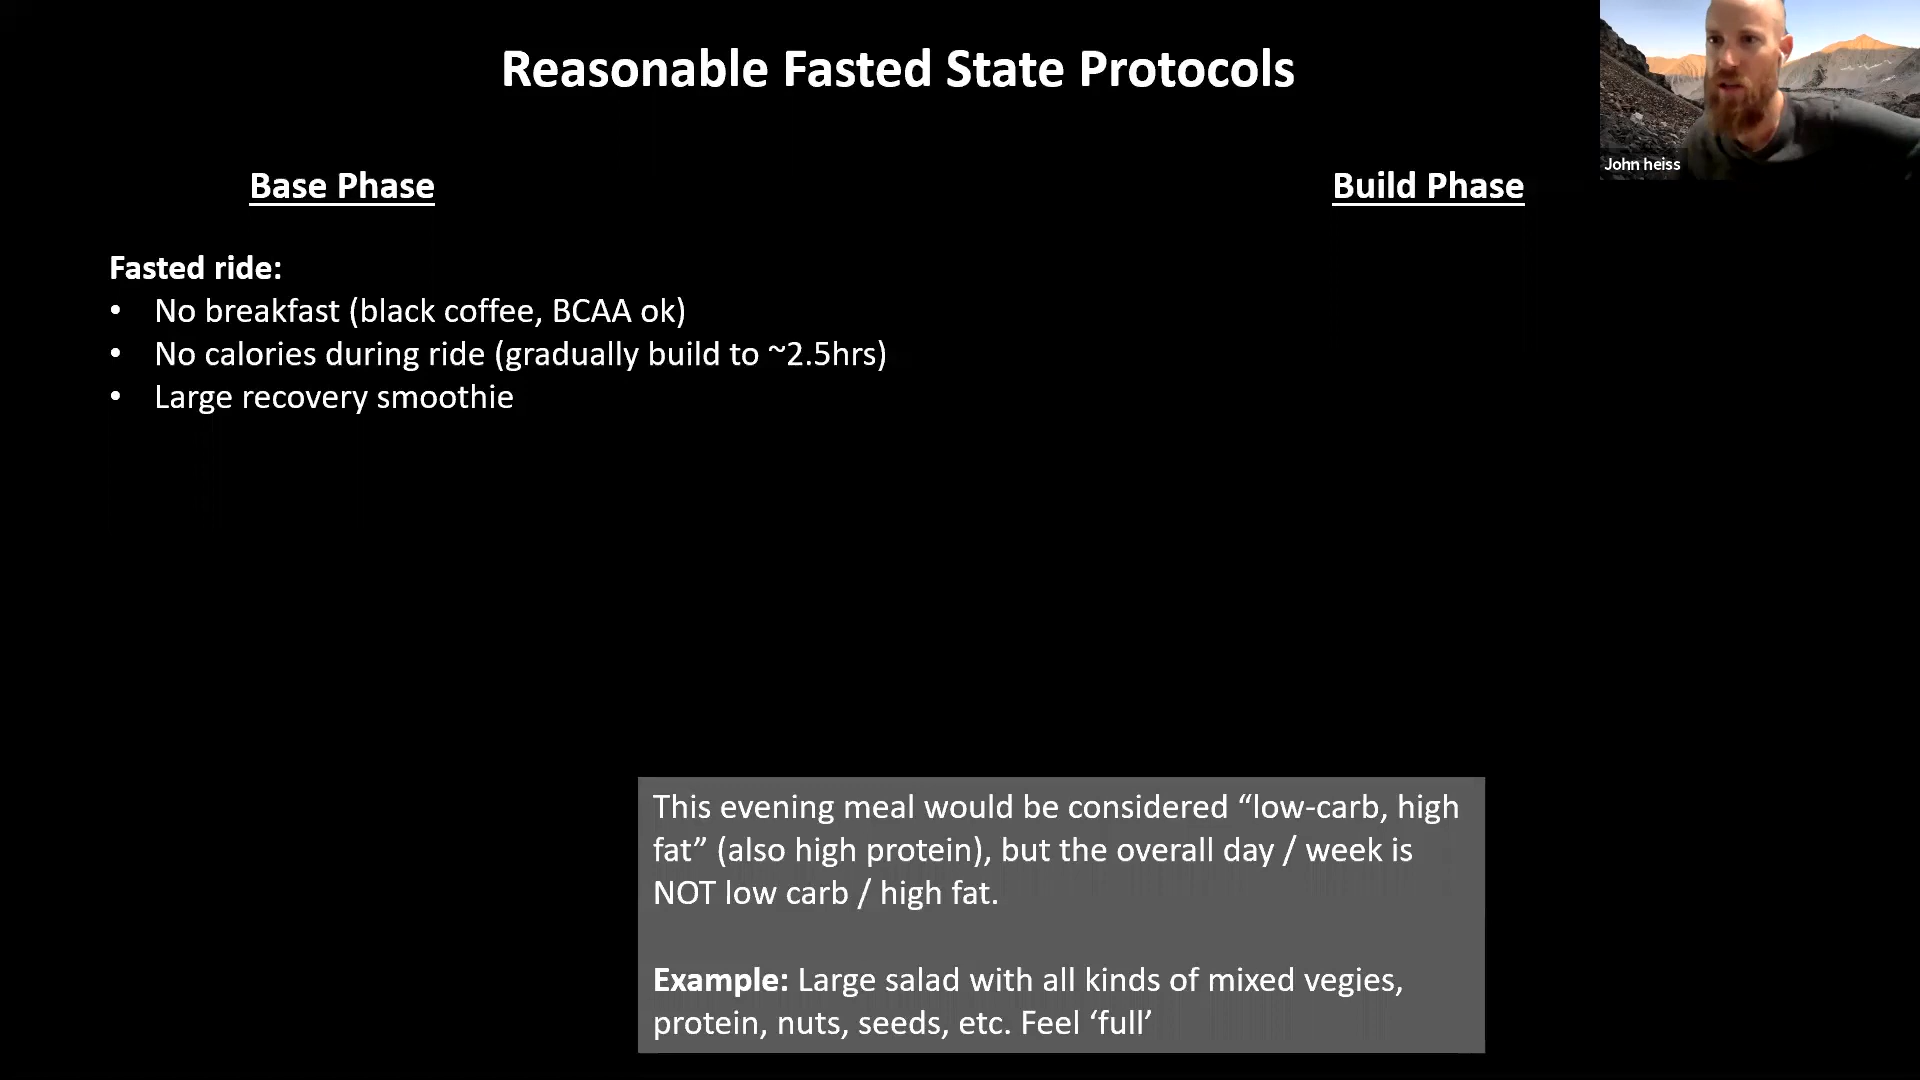 Reasonable Fasted State Protocols
John heiss
Base Phase
Build Phase
Fasted ride:
• No breakfast (black coffee, BCAA ok)
• No calories during ride (gradually build to ~2.5hrs)
• Large recovery smoothie
This evening meal would be considered “low-carb, high
fat” (also high protein), but the overall day / week is
NOT low carb / high fat.
Example: Large salad with all kinds of mixed vegies,
protein, nuts, seeds, etc. Feel ‘full’